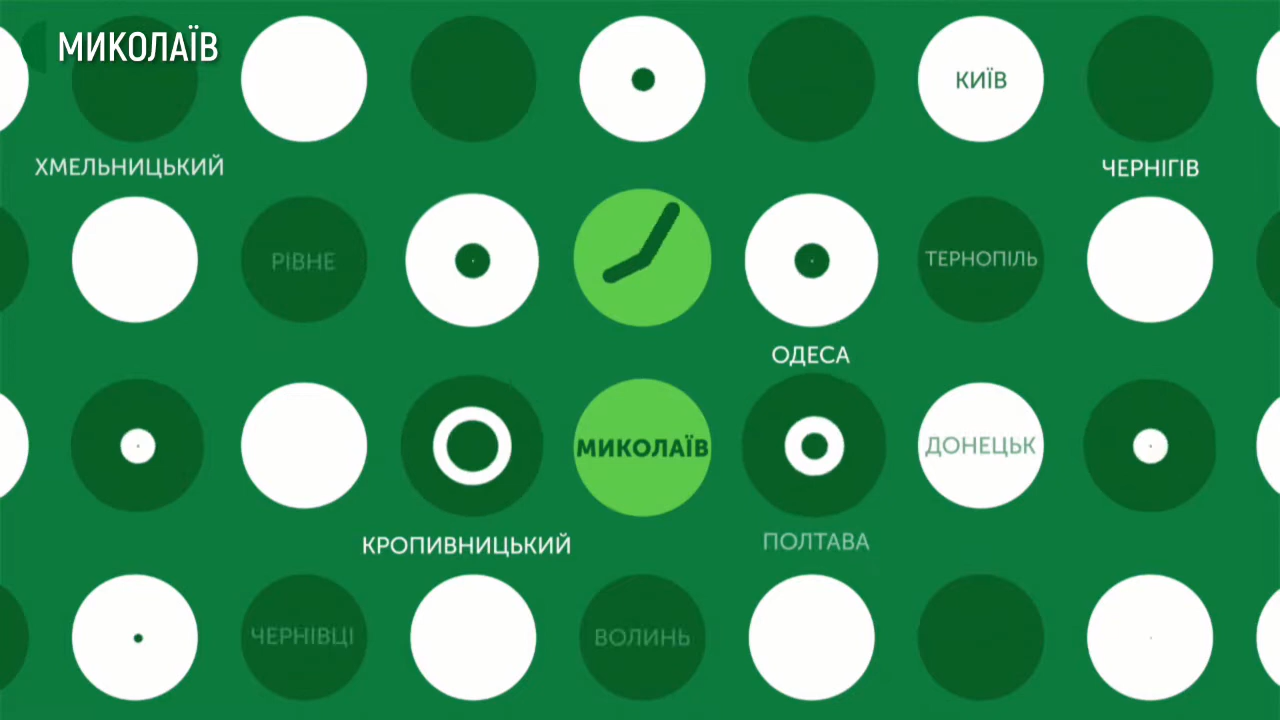 МИКОЛАЇВ
КИЇВ
ХМЕЛЬНИЦЬКИЙ
ЧЕРНІГІВ
РІВНЕ
ТЕРНОПІЛЬ
ОДЕСА
МИКОЛАЇВ
ДОНЕЦЬК
КРОПИВНИЦЬКИЙ
ПОЛТАВА
ЧЕРНІВЦІ
ВОЛИНЬ